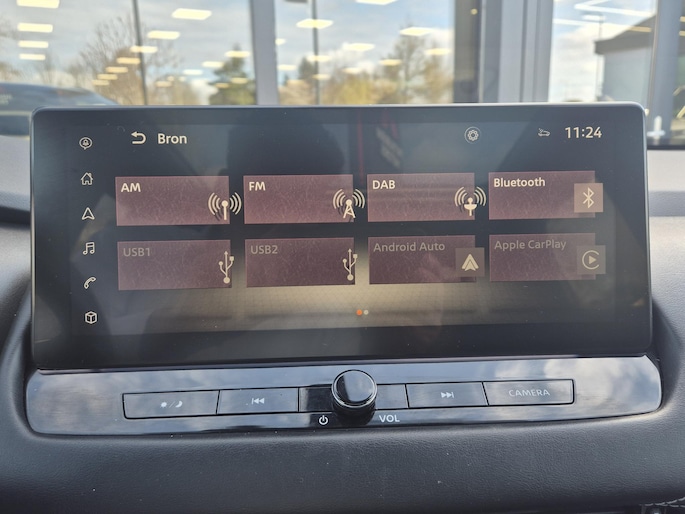 Bron
11:24
AM
FM
DAB
Bluetooth
USB1
USB2
Android Auto
Apple CarPlay
VOL
CAMERA